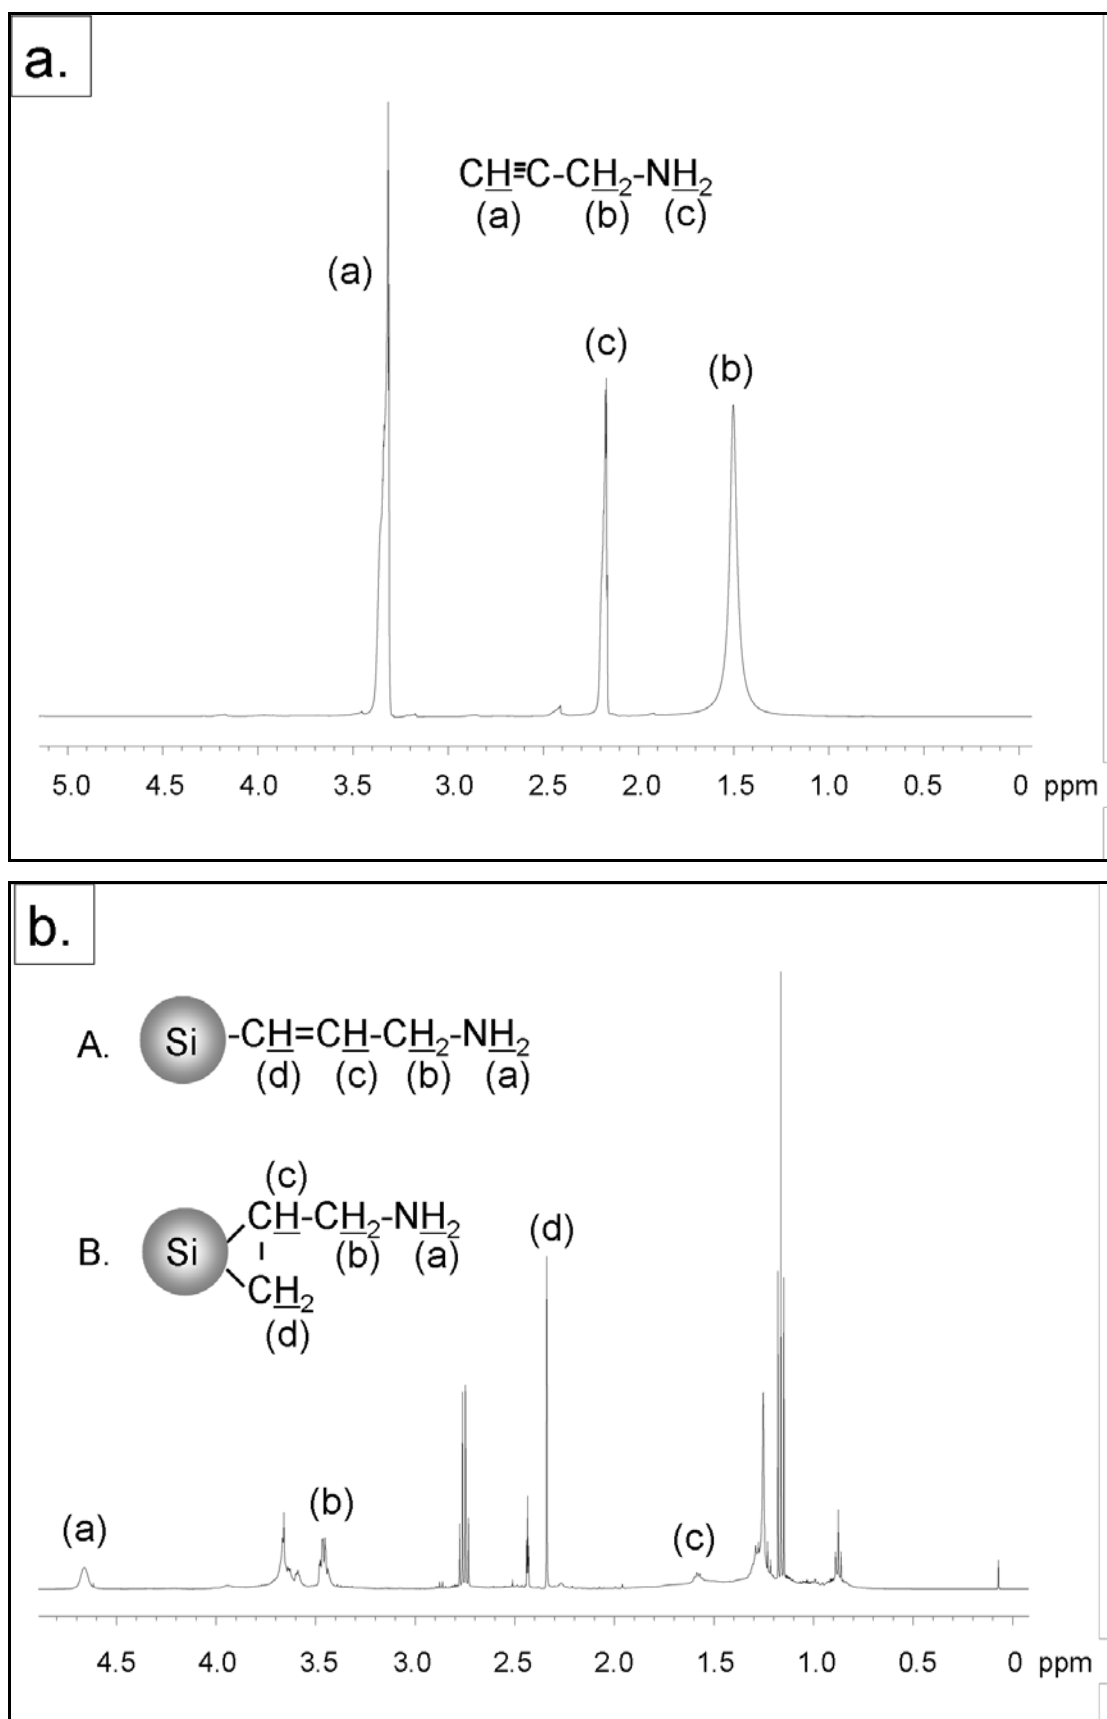 a.
CH≡C-CH₂-NH₂
(a) (b) (c)
(a)
(c)
(b)
5.0 4.5 4.0 3.5 3.0 2.5 2.0 1.5 1.0 0.5 0 ppm
b.
A. Si -CH=CH-CH₂-NH₂
(d) (c) (b) (a)
(c)
CH-CH₂-NH₂
B. Si (b) (a)
CH₂
(d)
(d)
(a)
(b)
(c)
4.5 4.0 3.5 3.0 2.5 2.0 1.5 1.0 0.5 0 ppm